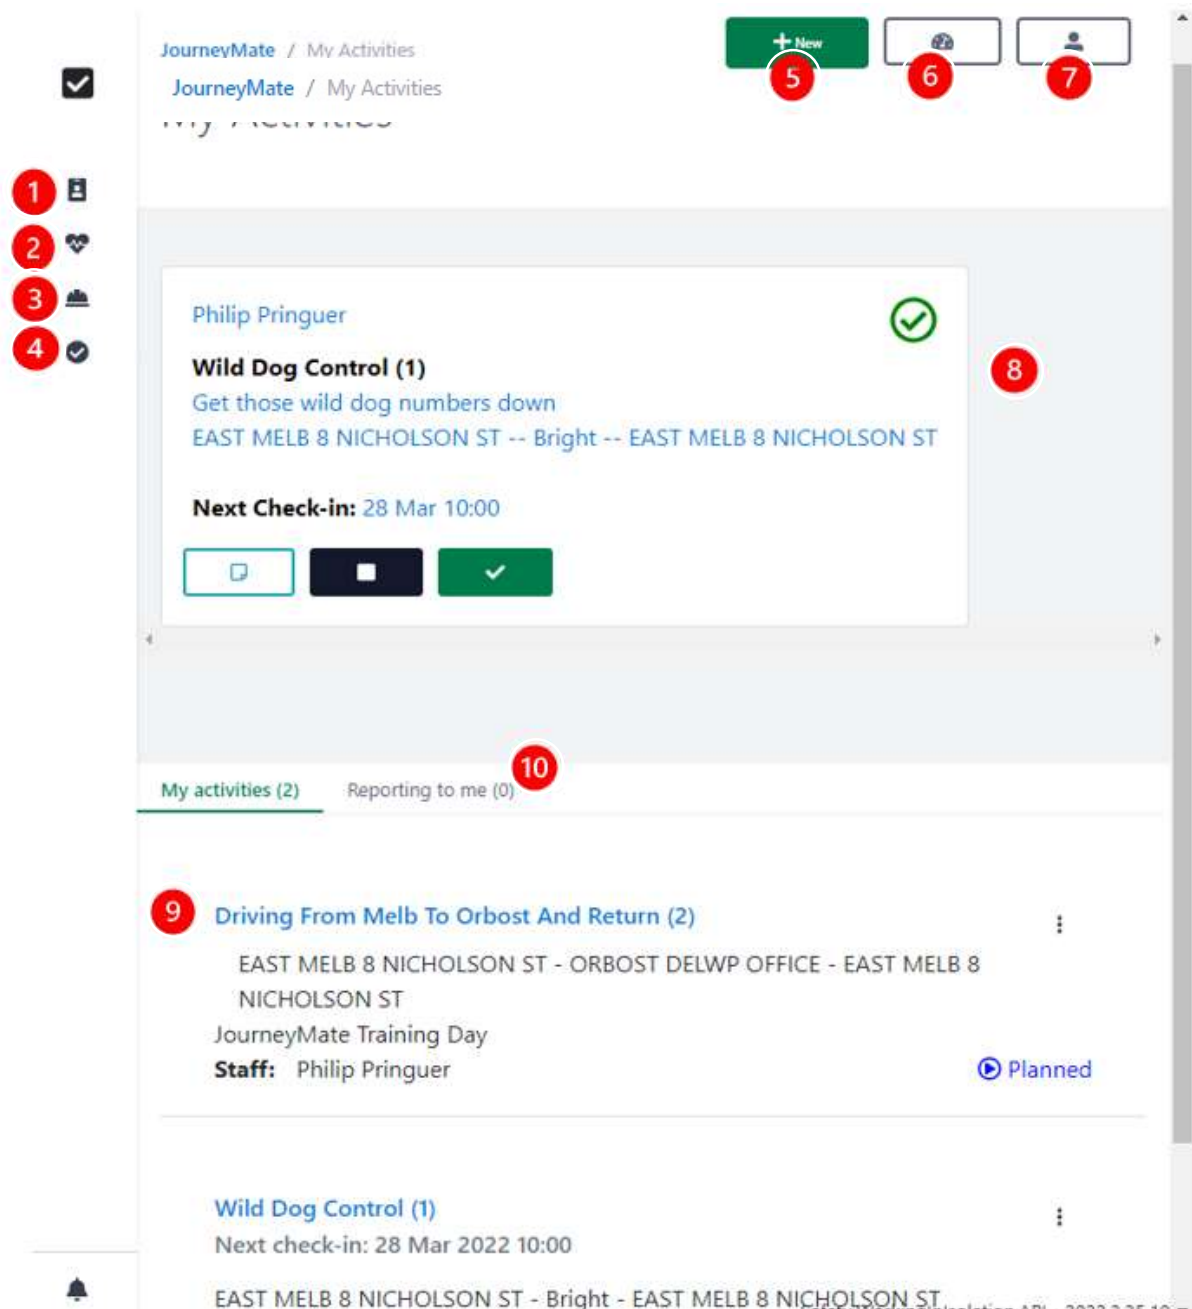 JourneyMate / My Activities
New
5
6
7
JourneyMate / My Activities
My Activities
1
2
3
4
Philip Pringuer
Wild Dog Control (1)
8
Get those wild dog numbers down
EAST MELB 8 NICHOLSON ST -- Bright -- EAST MELB 8 NICHOLSON ST
Next Check-in: 28 Mar 10:00
10
My activities (2) Reporting to me (0)
9
Driving From Melb To Orbost And Return (2)
EAST MELB 8 NICHOLSON ST - ORBOST DELWP OFFICE - EAST MELB 8
NICHOLSON ST
JourneyMate Training Day
Staff: Philip Pringuer
Planned
Wild Dog Control (1)
Next check-in: 28 Mar 2022 10:00
EAST MELB 8 NICHOLSON ST - Bright - EAST MELB 8 NICHOLSON ST